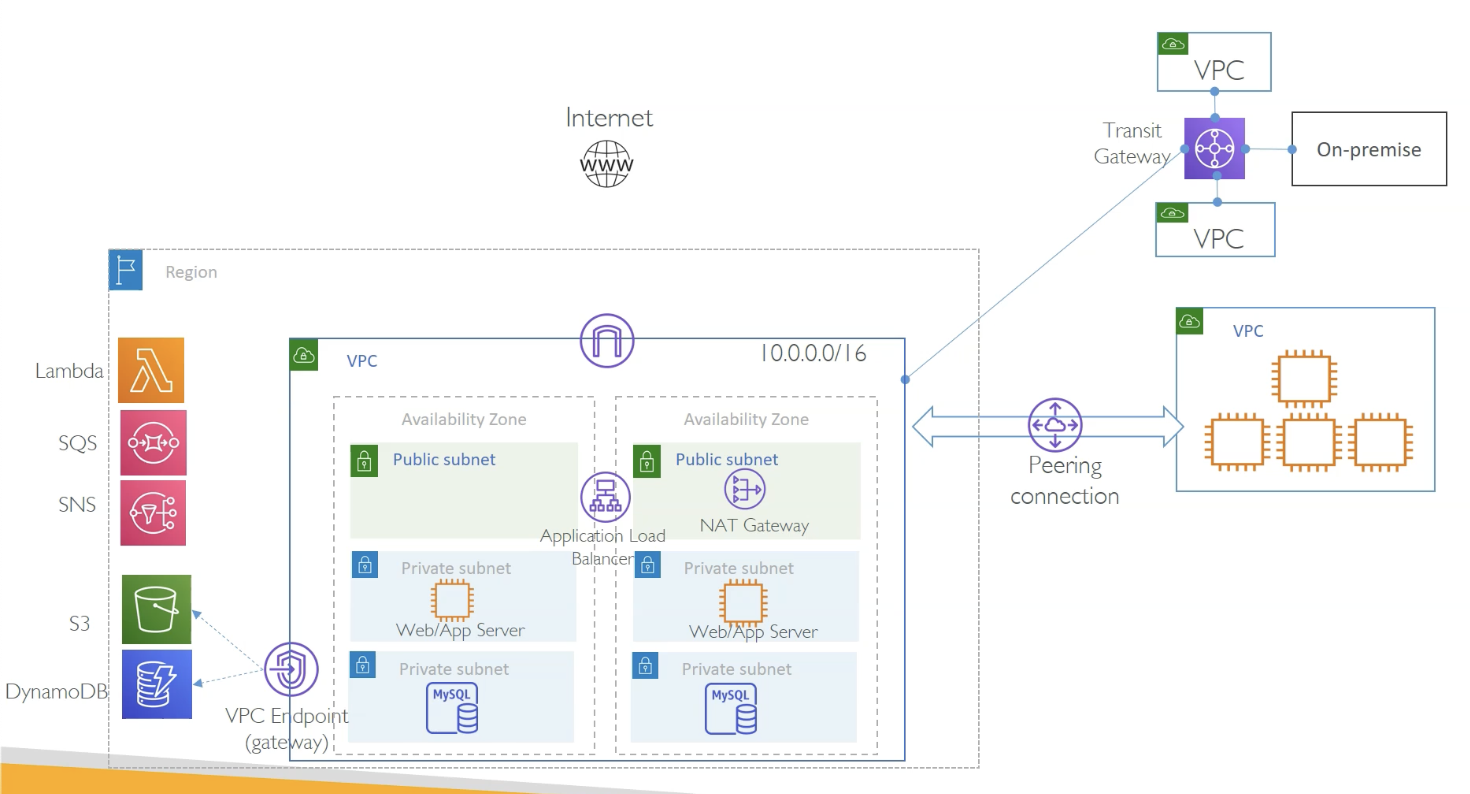 VPC
Internet
WWW
Transit
Gateway
On-premise
VPC
Region
VPC
10.0.0.0/16
VPC
Lambda
Availability Zone
Availability Zone
SQS
Public subnet
Public subnet
Peering
connection
SNS
NAT Gateway
Application Load
Balancer
Private subnet
Private subnet
S3
Web/App Server
Web/App Server
Private subnet
Private subnet
DynamoDB
MySQL
MySQL
VPC Endpoint
(gateway)